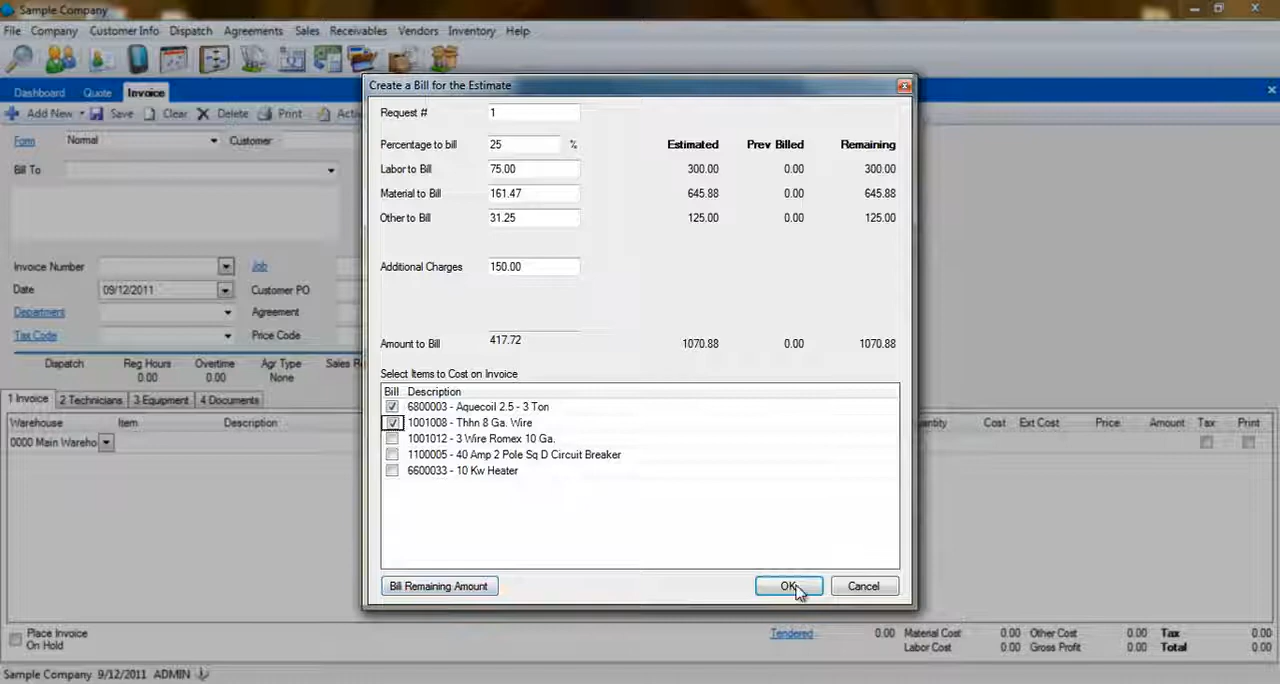 Sample Company
File Company Customer Info Dispatch Agreements Sales Receivables Vendors Inventory Help
Create a Bill for the Estimate
Dashboard Quote Invoice
Add New Save Clear Delete Print
Request # 1
Form Normal Customer
Percentage to bill 25 % Estimated Prev Billed Remaining
Bill To
Labor to Bill 75.00 300.00 0.00 300.00
Material to Bill 161.47 645.88 0.00 645.88
Other to Bill 31.25 125.00 0.00 125.00
Invoice Number Job
Additional Charges 150.00
Date 09/12/2011 Customer PO
Department Agreement
Tax Code Price Code
Amount to Bill 417.72 1070.88 0.00 1070.88
Dispatch Reg Hours Overtime Agr Type Sales
0.00 0.00 None
Select Items to Cost on Invoice
Bill Description
1 Invoice 2 Technicians 3 Equipment 4 Documents
6800003 - Aquecoil 2.5 - 3 Ton
Warehouse Item Description
1001008 - Thhn 8 Ga. Wire
Cost Ext Cost Price Amount Tax Print
0000 Main Wareho
1001012 - 3 Wire Romex 10 Ga.
1100005 - 40 Amp 2 Pole Sq D Circuit Breaker
6600033 - 10 Kw Heater
Bill Remaining Amount OK Cancel
Place Invoice
On Hold
Tendered 0.00 Material Cost 0.00 Other Cost 0.00 Tax 0.00
Labor Cost 0.00 Gross Profit 0.00 Total 0.00
Sample Company 9/12/2011 ADMIN